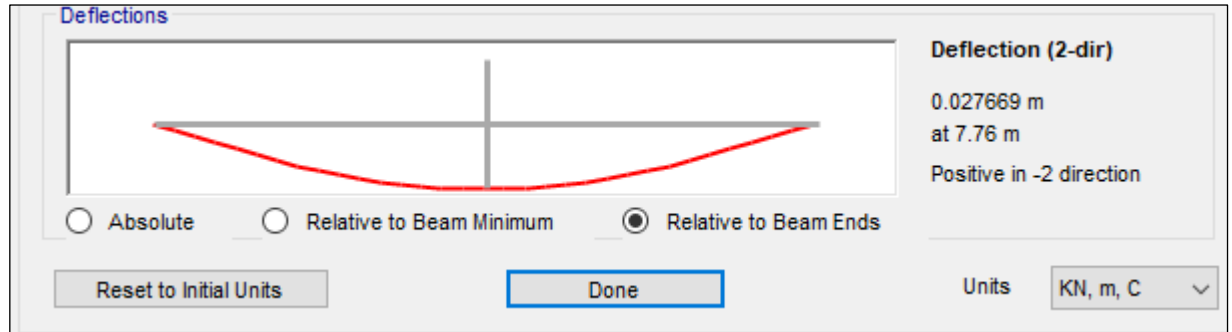 Deflections
Deflection (2-dir)
0.027669 m
at 7.76 m
Positive in -2 direction
Absolute
Relative to Beam Minimum
Relative to Beam Ends
Reset to Initial Units
Done
Units
KN, m, C